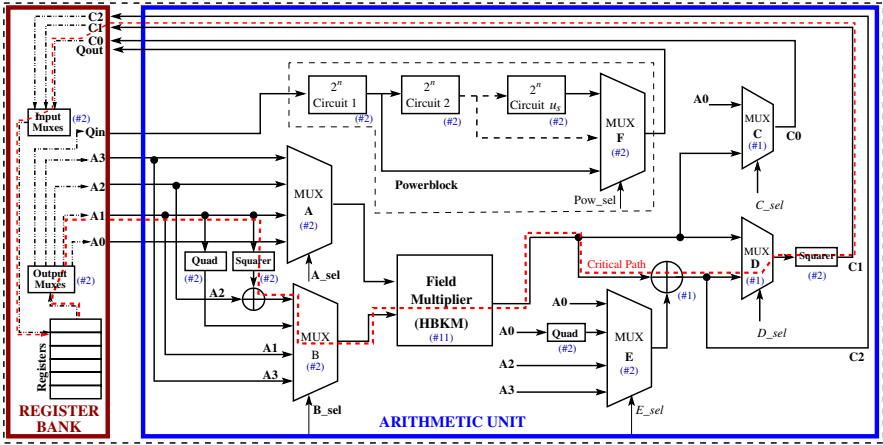 C2
C1
C0
Qout
Input
Muxes
(#2)
Qin
A3
A2
A1
A0
Output
Muxes
(#2)
Registers
REGISTER
BANK
2^n
Circuit 1
(#2)
2^n
Circuit 2
(#2)
2^n
Circuit u_s
(#2)
MUX
F
(#2)
Powerblock
Pow_sel
MUX
A
(#2)
A_sel
Quad
(#2)
Squarer
(#2)
A2
A1
A3
MUX
B
(#2)
B_sel
Field
Multiplier
(HBKM)
(#11)
Critical Path
(#1)
A0
A0
Quad
(#2)
A2
A3
MUX
E
(#2)
E_sel
A0
MUX
C
(#1)
C0
C_sel
MUX
D
(#1)
D_sel
Squarer
(#2)
C1
C2
ARITHMETIC UNIT